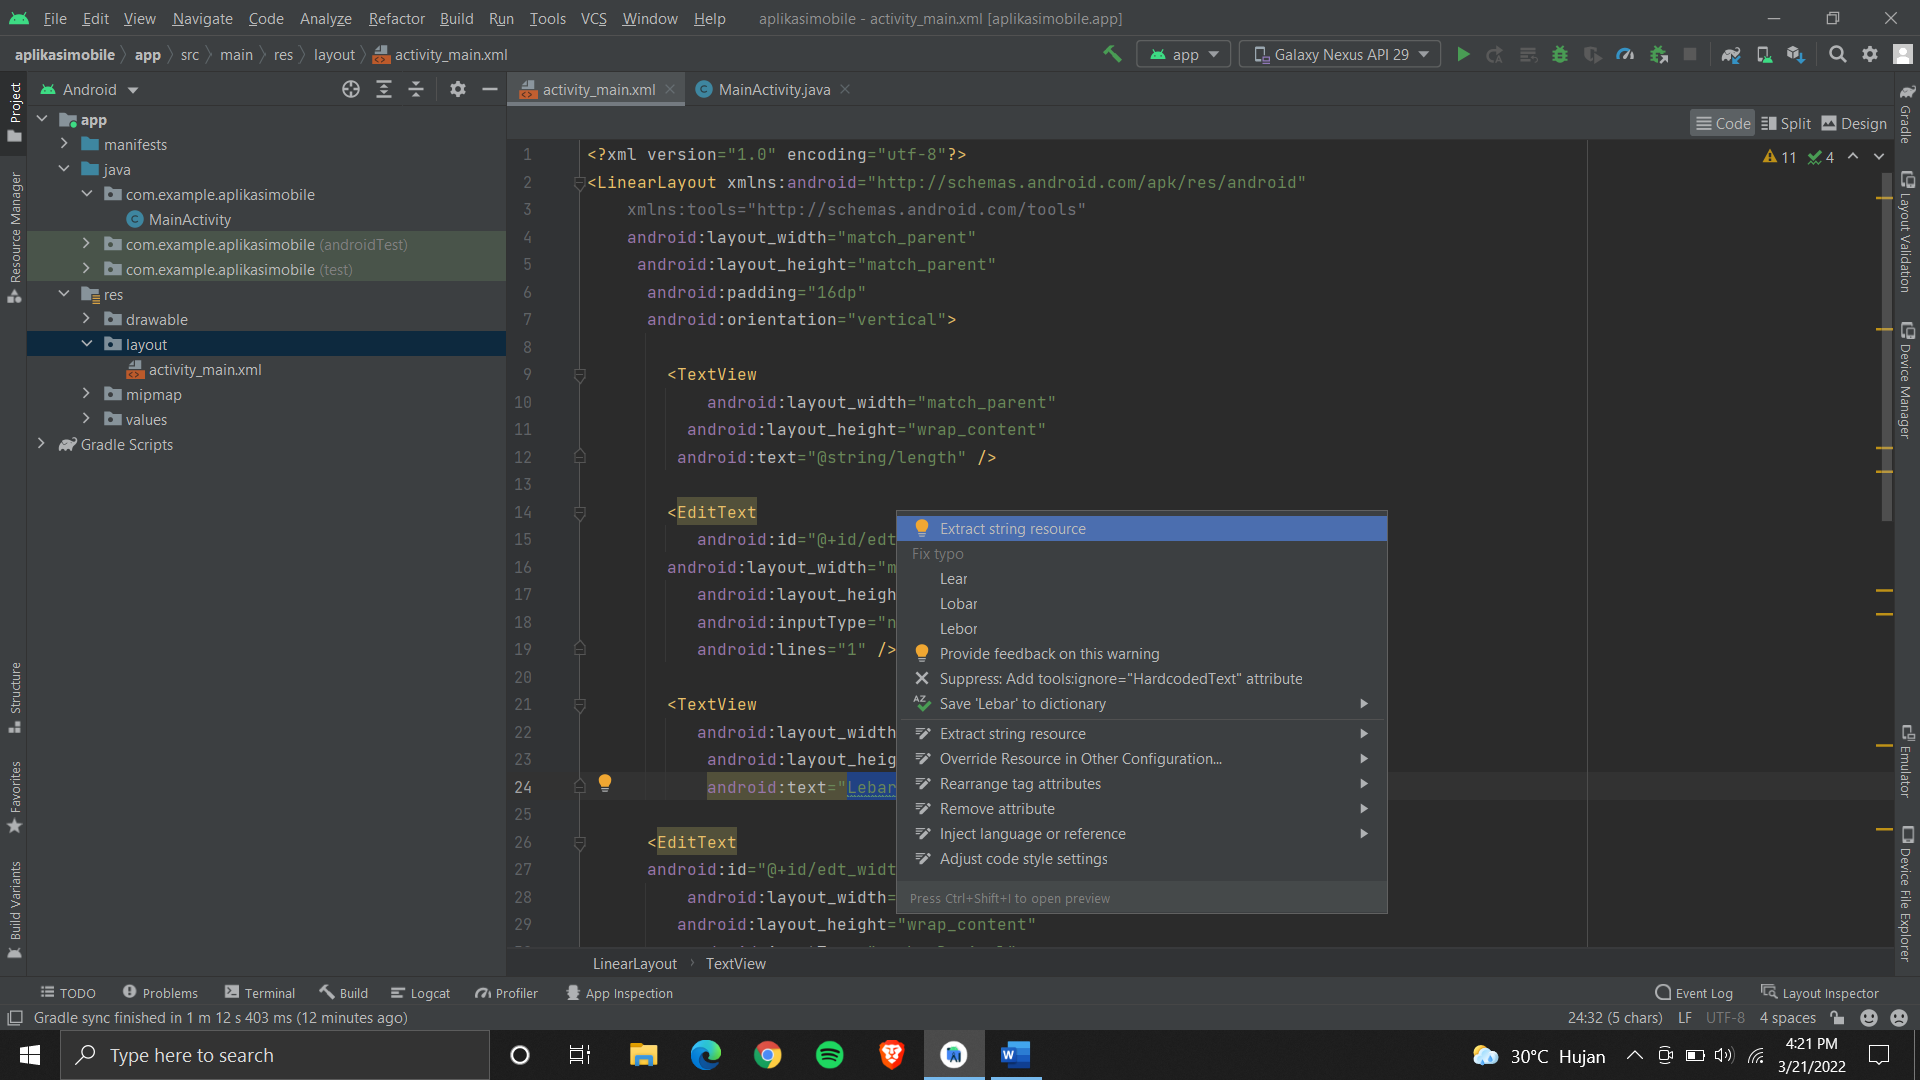 File Edit View Navigate Code Analyze Refactor Build Run Tools VCS Window Help aplikasimobile - activity_main.xml [aplikasimobile.app]
aplikasimobile app src main res layout activity_main.xml app Galaxy Nexus API 29
Android
activity_main.xml
MainActivity.java
Code Split Design
Project
Resource Manager
Structure
Favorites
Build Variants
app
manifests
java
com.example.aplikasimobile
MainActivity
com.example.aplikasimobile (androidTest)
com.example.aplikasimobile (test)
res
drawable
layout
activity_main.xml
mipmap
values
Gradle Scripts
11 4
1 <?xml version="1.0" encoding="utf-8"?>
2 <LinearLayout xmlns:android="http://schemas.android.com/apk/res/android"
3 xmlns:tools="http://schemas.android.com/tools"
4 android:layout_width="match_parent"
5 android:layout_height="match_parent"
6 android:padding="16dp"
7 android:orientation="vertical">
8
9 <TextView
10 android:layout_width="match_parent"
11 android:layout_height="wrap_content"
12 android:text="@string/length" />
13
14 <EditText
15 android:id="@+id/edt
16 android:layout_width="m
17 android:layout_heigh
18 android:inputType="n
19 android:lines="1" />
20
21 <TextView
22 android:layout_width
23 android:layout_heig
24 android:text="Lebar
25
26 <EditText
27 android:id="@+id/edt_widt
28 android:layout_width=
29 android:layout_height="wrap_content"
Extract string resource
Fix typo
Lear
Lobar
Lebor
Provide feedback on this warning
Suppress: Add tools:ignore="HardcodedText" attribute
Save 'Lebar' to dictionary
Extract string resource
Override Resource in Other Configuration...
Rearrange tag attributes
Remove attribute
Inject language or reference
Adjust code style settings
Press Ctrl+Shift+I to open preview
LinearLayout TextView
Gradle
Layout Validation
Device Manager
Emulator
Device File Explorer
TODO Problems Terminal Build Logcat Profiler App Inspection Event Log Layout Inspector
Gradle sync finished in 1 m 12 s 403 ms (12 minutes ago) 24:32 (5 chars) LF UTF-8 4 spaces
Type here to search
30°C Hujan
4:21 PM
3/21/2022